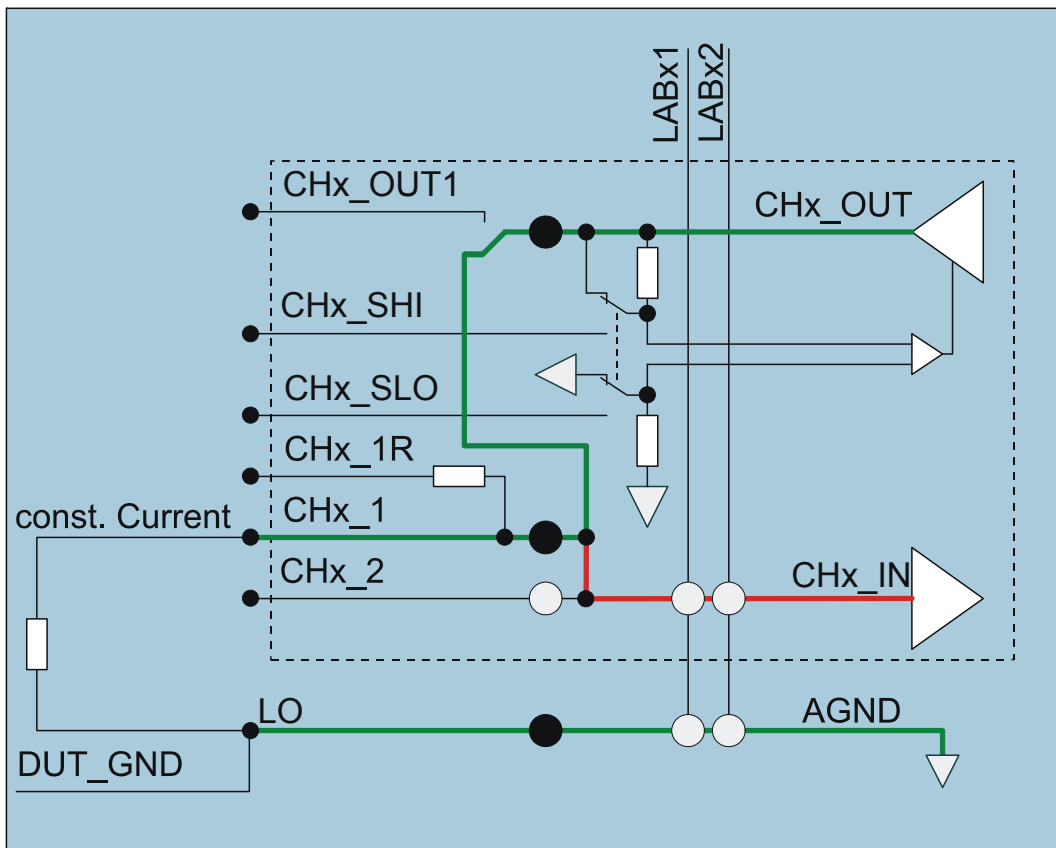 LABx1
LABx2
CHx_OUT1
CHx_OUT
CHx_SHI
CHx_SLO
CHx_1R
const. Current
CHx_1
CHx_2
CHx_IN
LO
AGND
DUT_GND